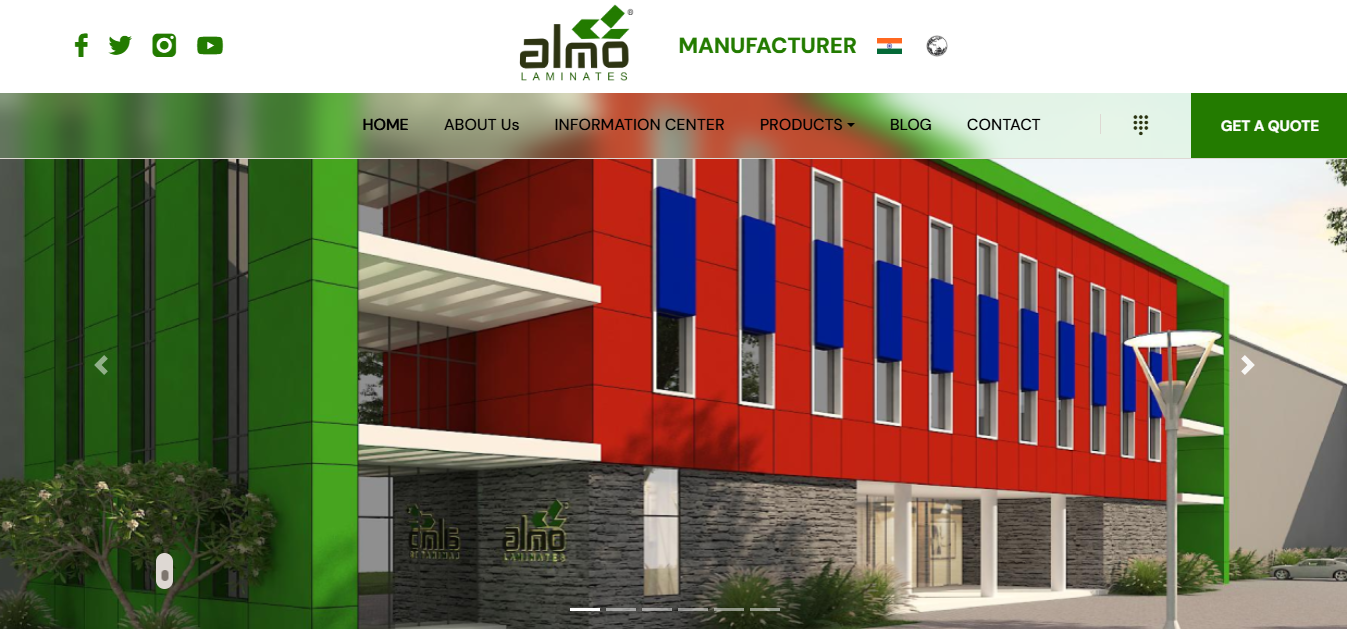 almo®
LAMINATES
MANUFACTURER
HOME ABOUT Us INFORMATION CENTER PRODUCTS BLOG CONTACT
GET A QUOTE
almo
LAMINATES